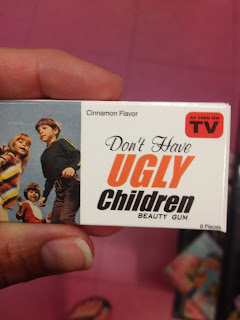 Cinnamon Flavor
AS SEEN ON
TV
Don't Have
UGLY
Children
BEAUTY GUM
8 Pieces